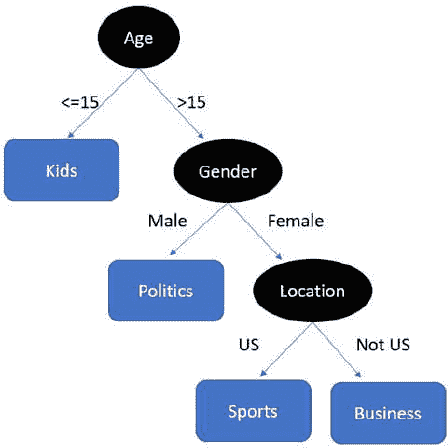 Age
<=15
>15
Kids
Gender
Male
Female
Politics
Location
US
Not US
Sports
Business